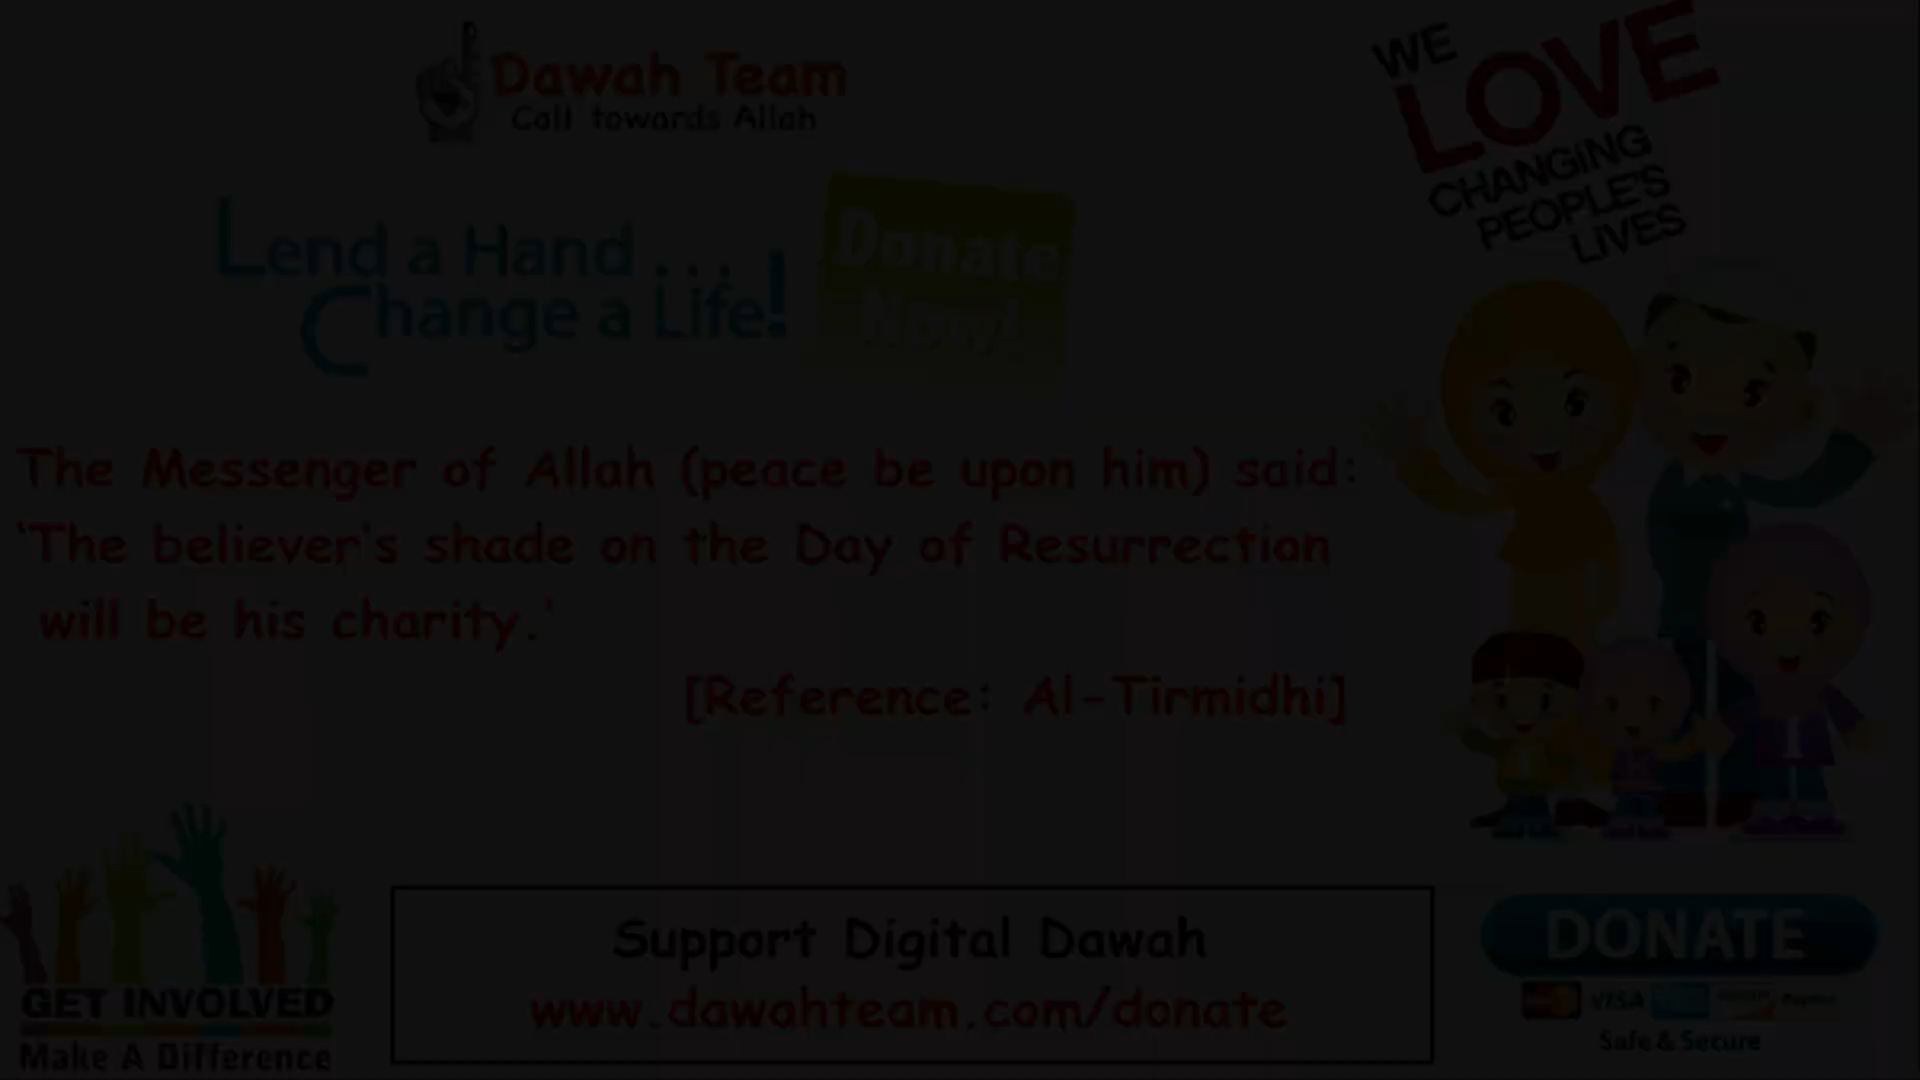 Dawah Team
Call towards Allah
WE
LOVE
CHANGING
PEOPLE'S
LIVES
Lend a Hand ...
Change a Life!
Donate
Now!
The Messenger of Allah (peace be upon him) said:
'The believer's shade on the Day of Resurrection
will be his charity.'
[Reference: Al-Tirmidhi]
GET INVOLVED
Make A Difference
Support Digital Dawah
www.dawahteam.com/donate
DONATE
VISA
Safe & Secure